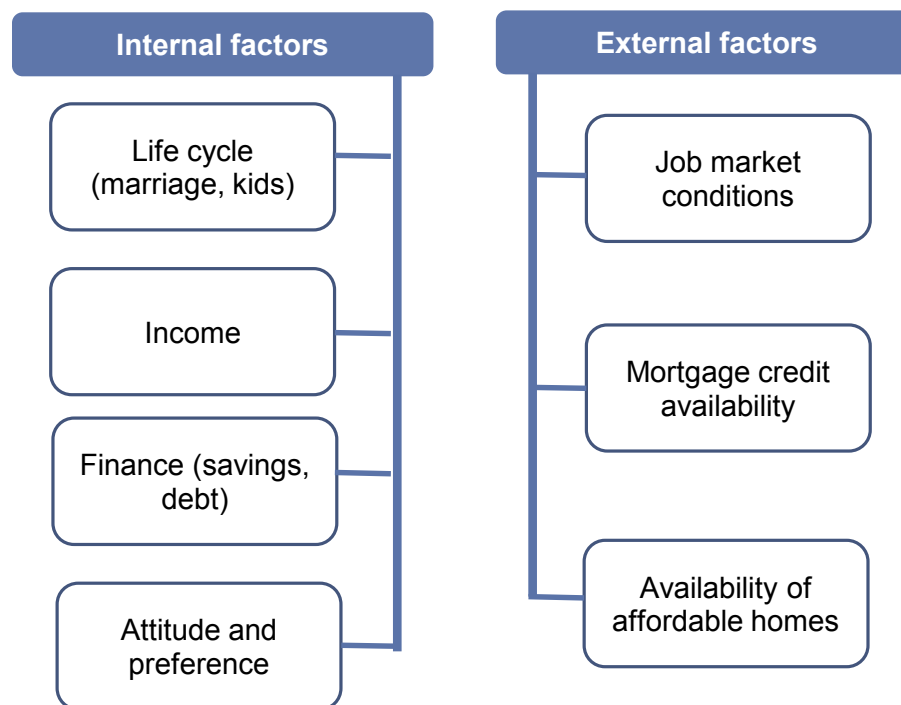 Internal factors
Life cycle
(marriage, kids)
Income
Finance (savings,
debt)
Attitude and
preference
External factors
Job market
conditions
Mortgage credit
availability
Availability of
affordable homes